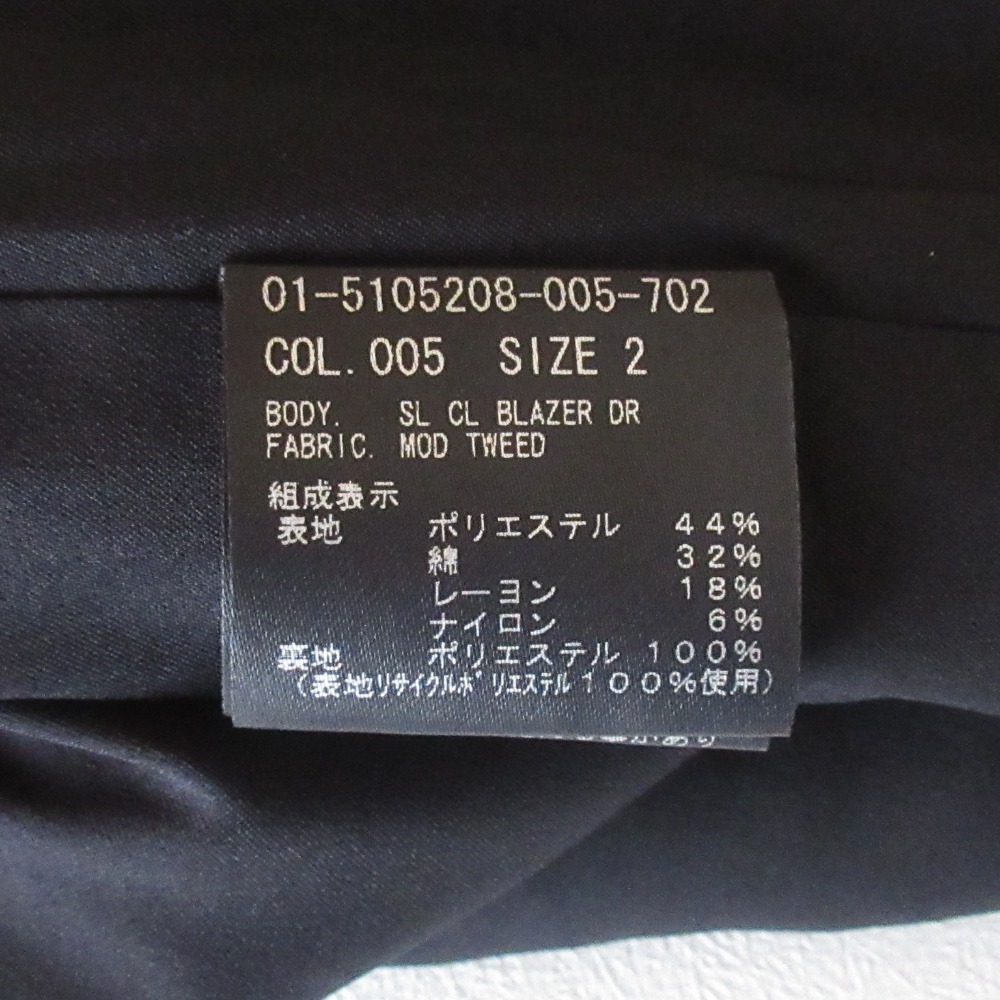 01-5105208-005-702
COL. 005 SIZE 2
BODY. SL CL BLAZER DR
FABRIC. MOD TWEED
組成表示
表地 ポリエステル 44%
綿 32%
レーヨン 18%
ナイロン 6%
裏地 ポリエステル 100%
(表地リサイクルポリエステル100%使用)
があり